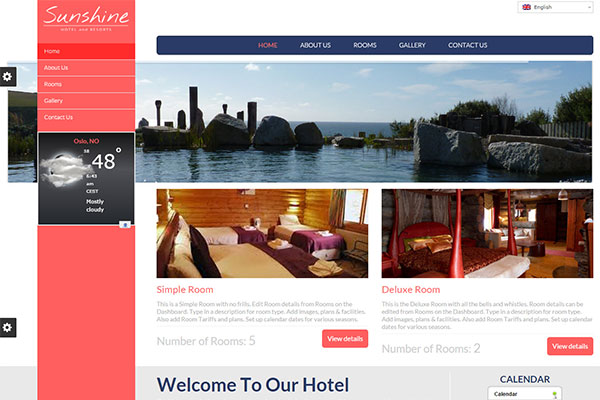 Sunshine
HOTEL AND RESORTS
English
Home
About Us
Rooms
Gallery
Contact Us
HOME ABOUT US ROOMS GALLERY CONTACT US
Oslo, NO
58
48°
6:43
am
CEST
Mostly
cloudy
Simple Room
This is a Simple Room with no frills. Edit Room details from Rooms on the
Dashboard. Type in a description for room type. Add images, plans & facilities.
Also add Room Tariffs and plans. Set up calendar dates for various seasons.
Number of Rooms: 5
View details
Deluxe Room
This is the Deluxe Room with all the bells and whistles. Room details can be
edited from Rooms on the Dashboard. Type in a description for room type.
Add images, plans & facilities. Also add Room Tariffs and plans. Set up
calendar dates for various seasons.
Number of Rooms: 2
View details
Welcome To Our Hotel
CALENDAR
Calendar